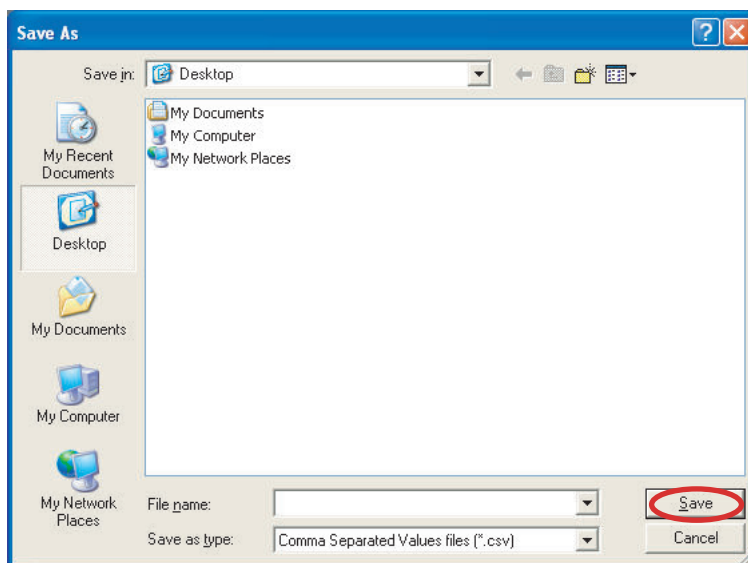 Save As
Save in: Desktop
My Documents
My Computer
My Network Places
My Recent
Documents
Desktop
My Documents
My Computer
My Network
Places
File name:
Save
Save as type: Comma Separated Values files (*.csv)
Cancel